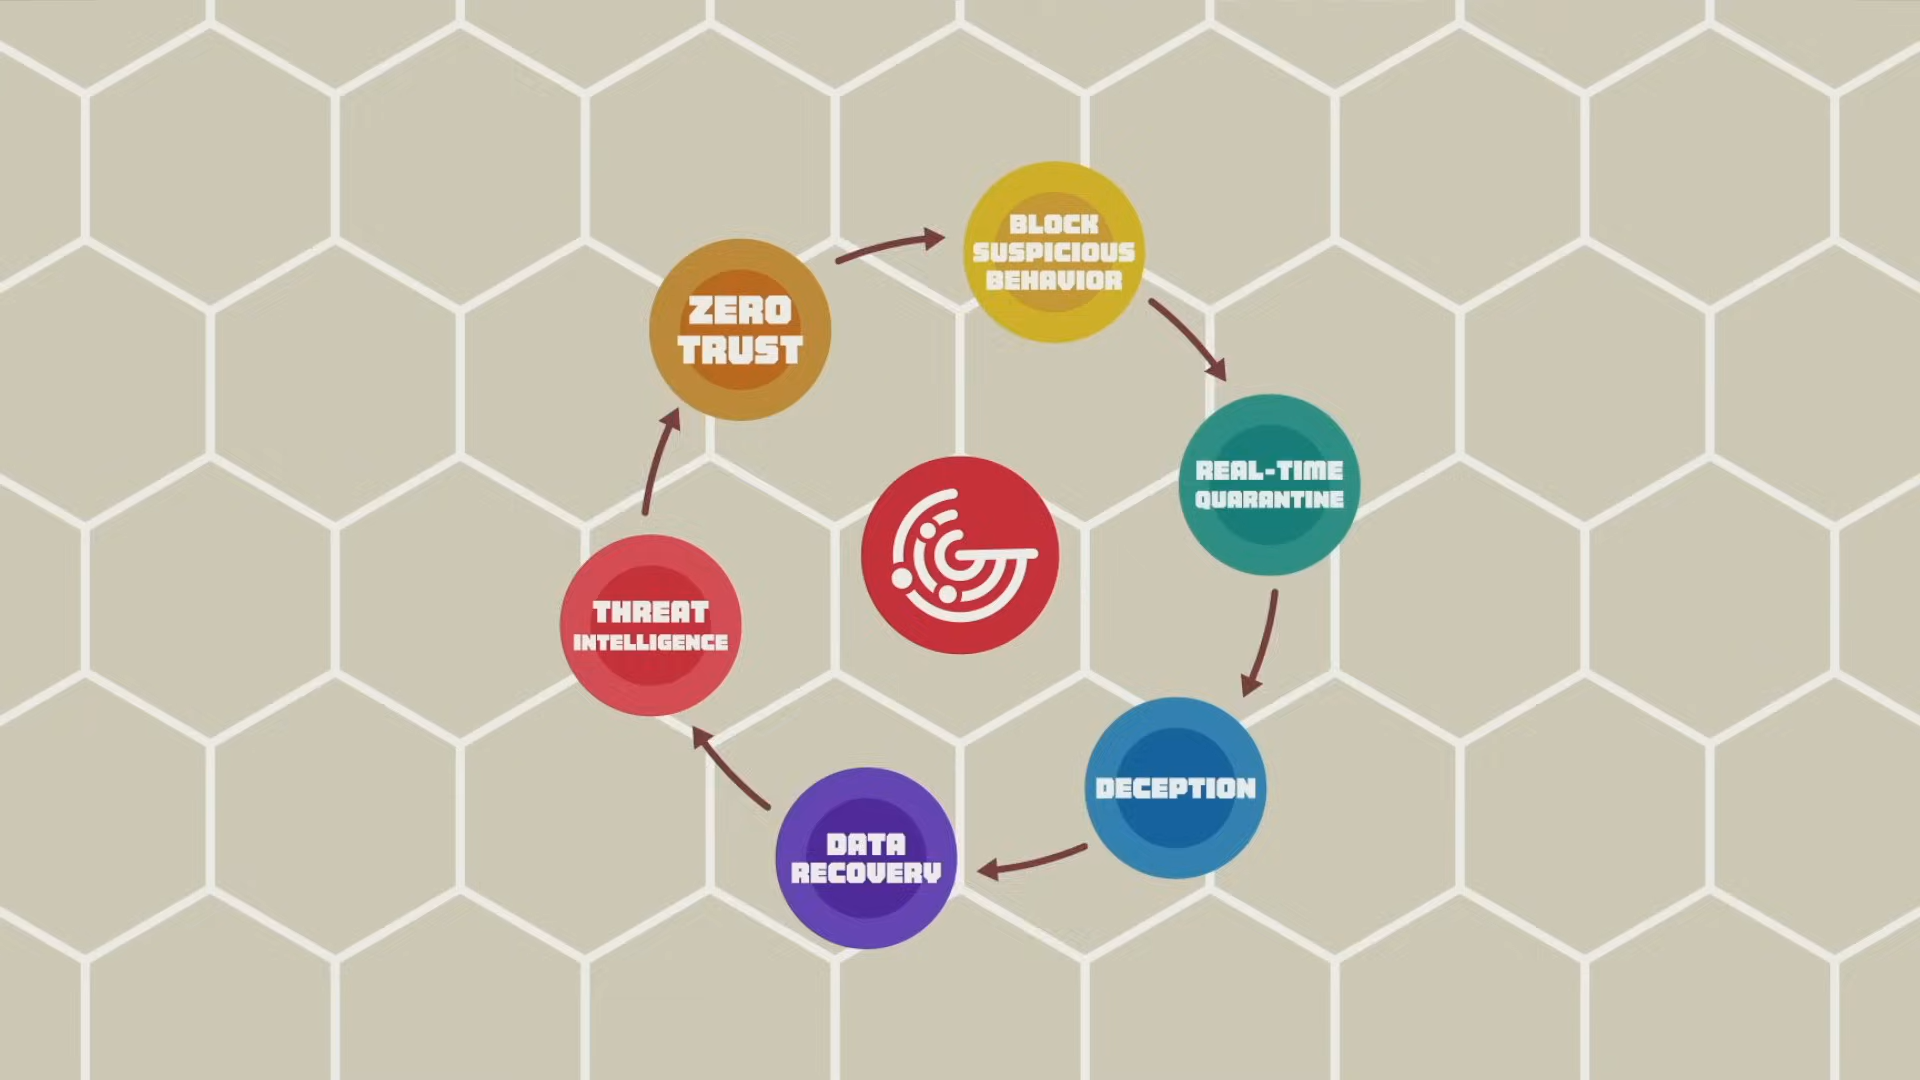 BLOCK
SUSPICIOUS
BEHAVIOR
ZERO
TRUST
REAL-TIME
QUARANTINE
THREAT
INTELLIGENCE
DECEPTION
DATA
RECOVERY